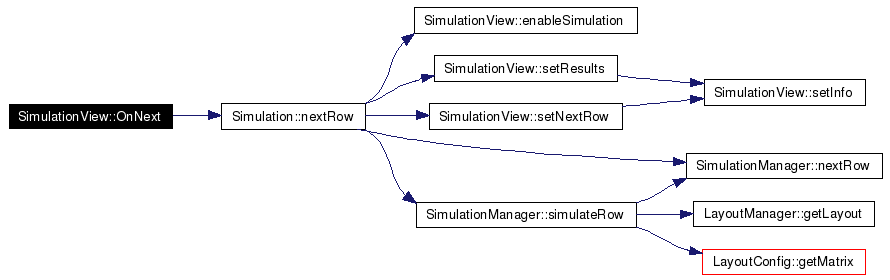 SimulationView::enableSimulation
SimulationView::setResults
SimulationView::setInfo
SimulationView::OnNext
Simulation::nextRow
SimulationView::setNextRow
SimulationManager::nextRow
SimulationManager::simulateRow
LayoutManager::getLayout
LayoutConfig::getMatrix